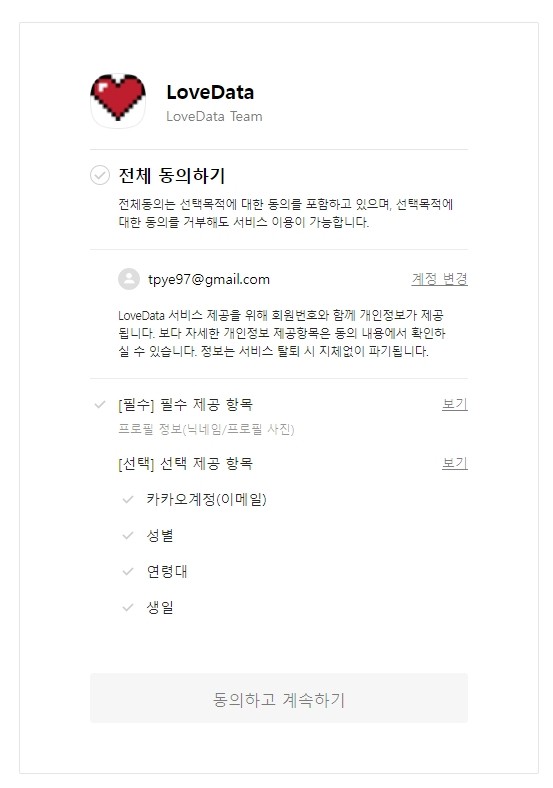 LoveData
LoveData Team
전체 동의하기
전체동의는 선택목적에 대한 동의를 포함하고 있으며, 선택목적에
대한 동의를 거부해도 서비스 이용이 가능합니다.
tpye97@gmail.com 계정 변경
LoveData 서비스 제공을 위해 회원번호와 함께 개인정보가 제공
됩니다. 보다 자세한 개인정보 제공항목은 동의 내용에서 확인하
실 수 있습니다. 정보는 서비스 탈퇴 시 지체없이 파기됩니다.
[필수] 필수 제공 항목 보기
프로필 정보(닉네임/프로필 사진)
[선택] 선택 제공 항목 보기
카카오계정(이메일)
성별
연령대
생일
동의하고 계속하기